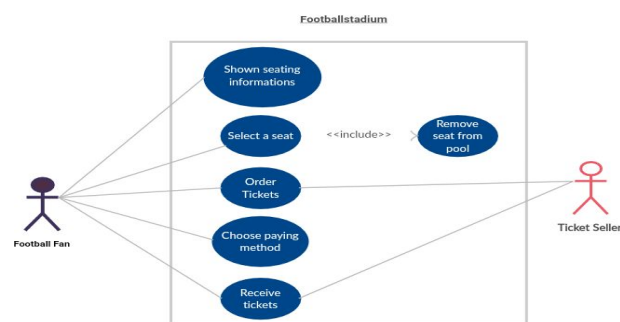 Footballstadium
Shown seating
informations
Select a seat
<<include>>
Remove
seat from
pool
Order
Tickets
Football Fan
Ticket Seller
Choose paying
method
Receive
tickets